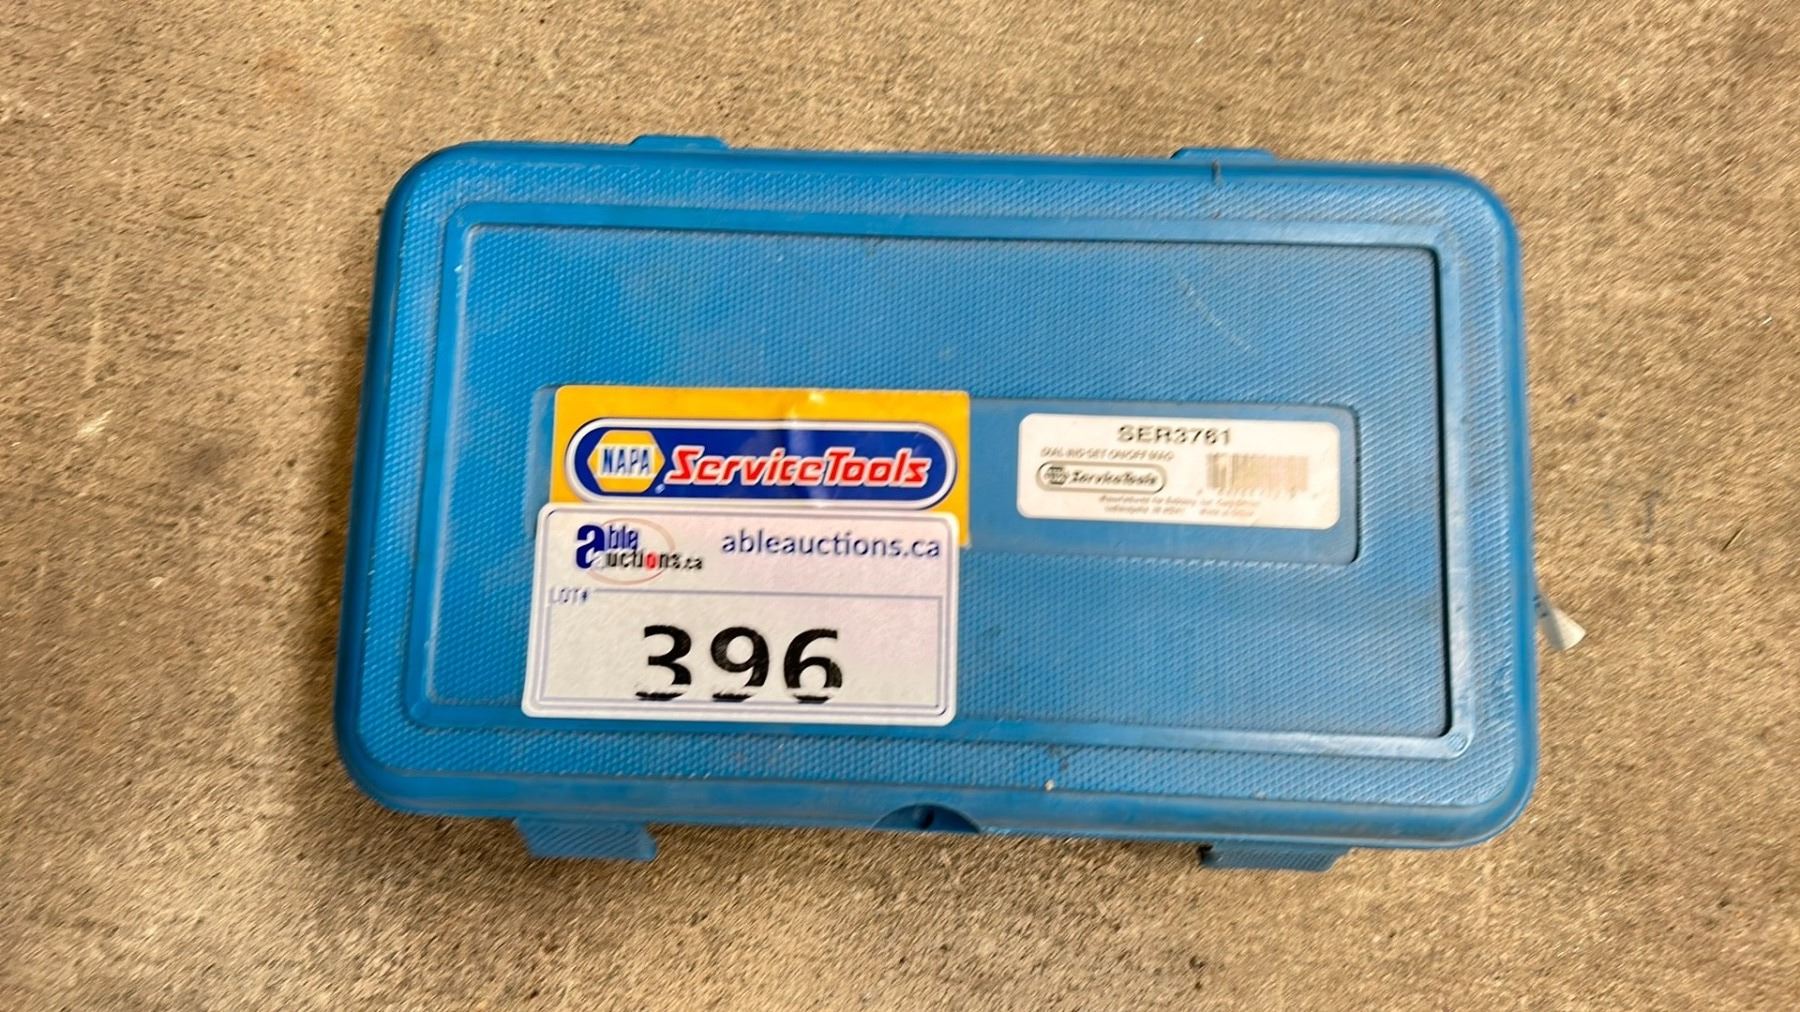 NAPA ServiceTools
able auctions.ca
ableauctions.ca
LOT#
396
SER3761
DIAL IND SET ON/OFF MAG
ServiceTools